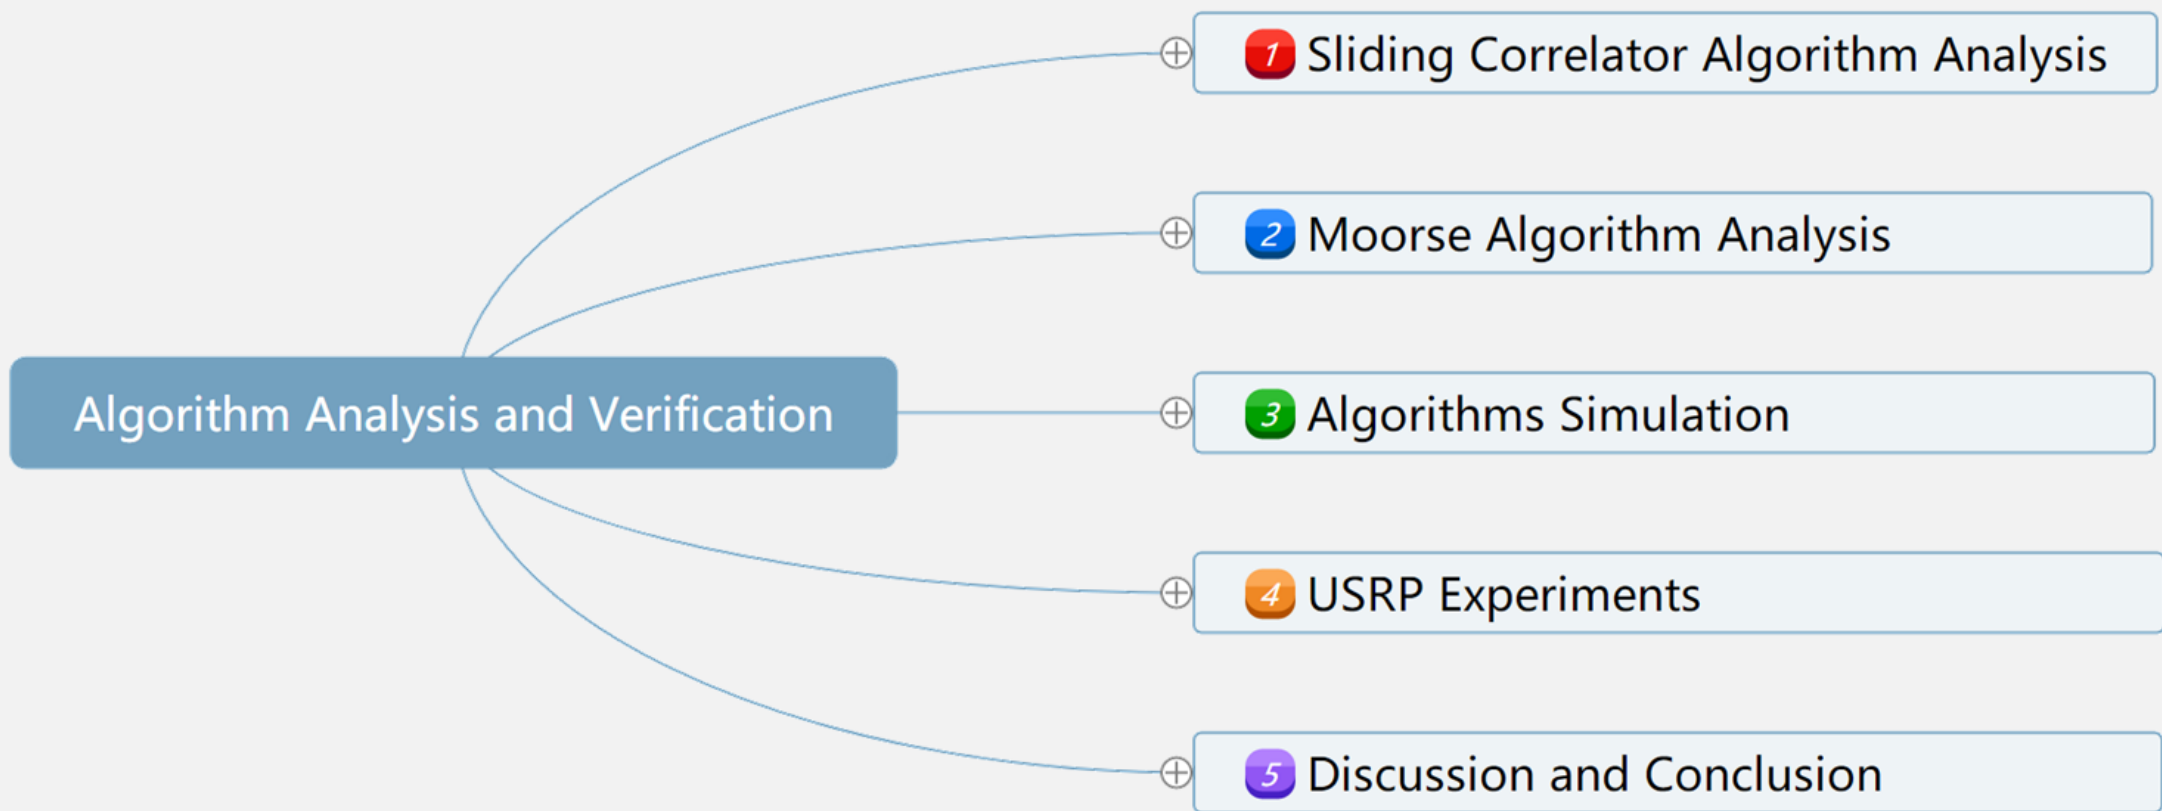 1 Sliding Correlator Algorithm Analysis
2 Moorse Algorithm Analysis
Algorithm Analysis and Verification
3 Algorithms Simulation
4 USRP Experiments
5 Discussion and Conclusion